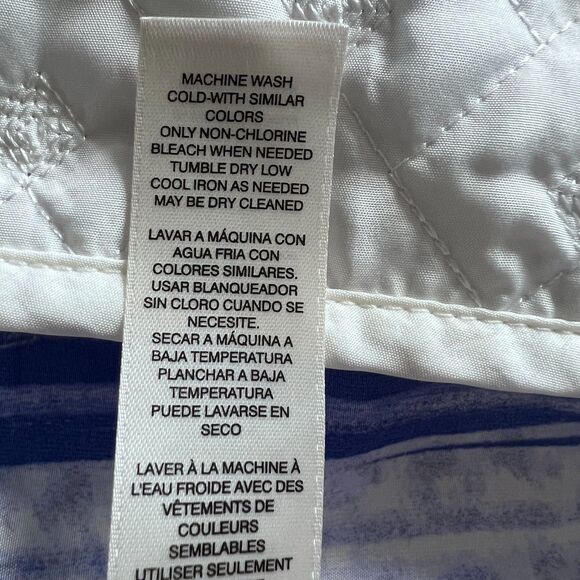 MACHINE WASH
COLD-WITH SIMILAR
COLORS
ONLY NON-CHLORINE
BLEACH WHEN NEEDED
TUMBLE DRY LOW
COOL IRON AS NEEDED
MAY BE DRY CLEANED
LAVAR A MÁQUINA CON
AGUA FRIA CON
COLORES SIMILARES.
USAR BLANQUEADOR
SIN CLORO CUANDO SE
NECESITE.
SECAR A MÁQUINA A
BAJA TEMPERATURA
PLANCHAR A BAJA
TEMPERATURA
PUEDE LAVARSE EN
SECO
LAVER À LA MACHINE À
L'EAU FROIDE AVEC DES
VÊTEMENTS DE
COULEURS
SEMBLABLES
UTILISER SEULEMENT